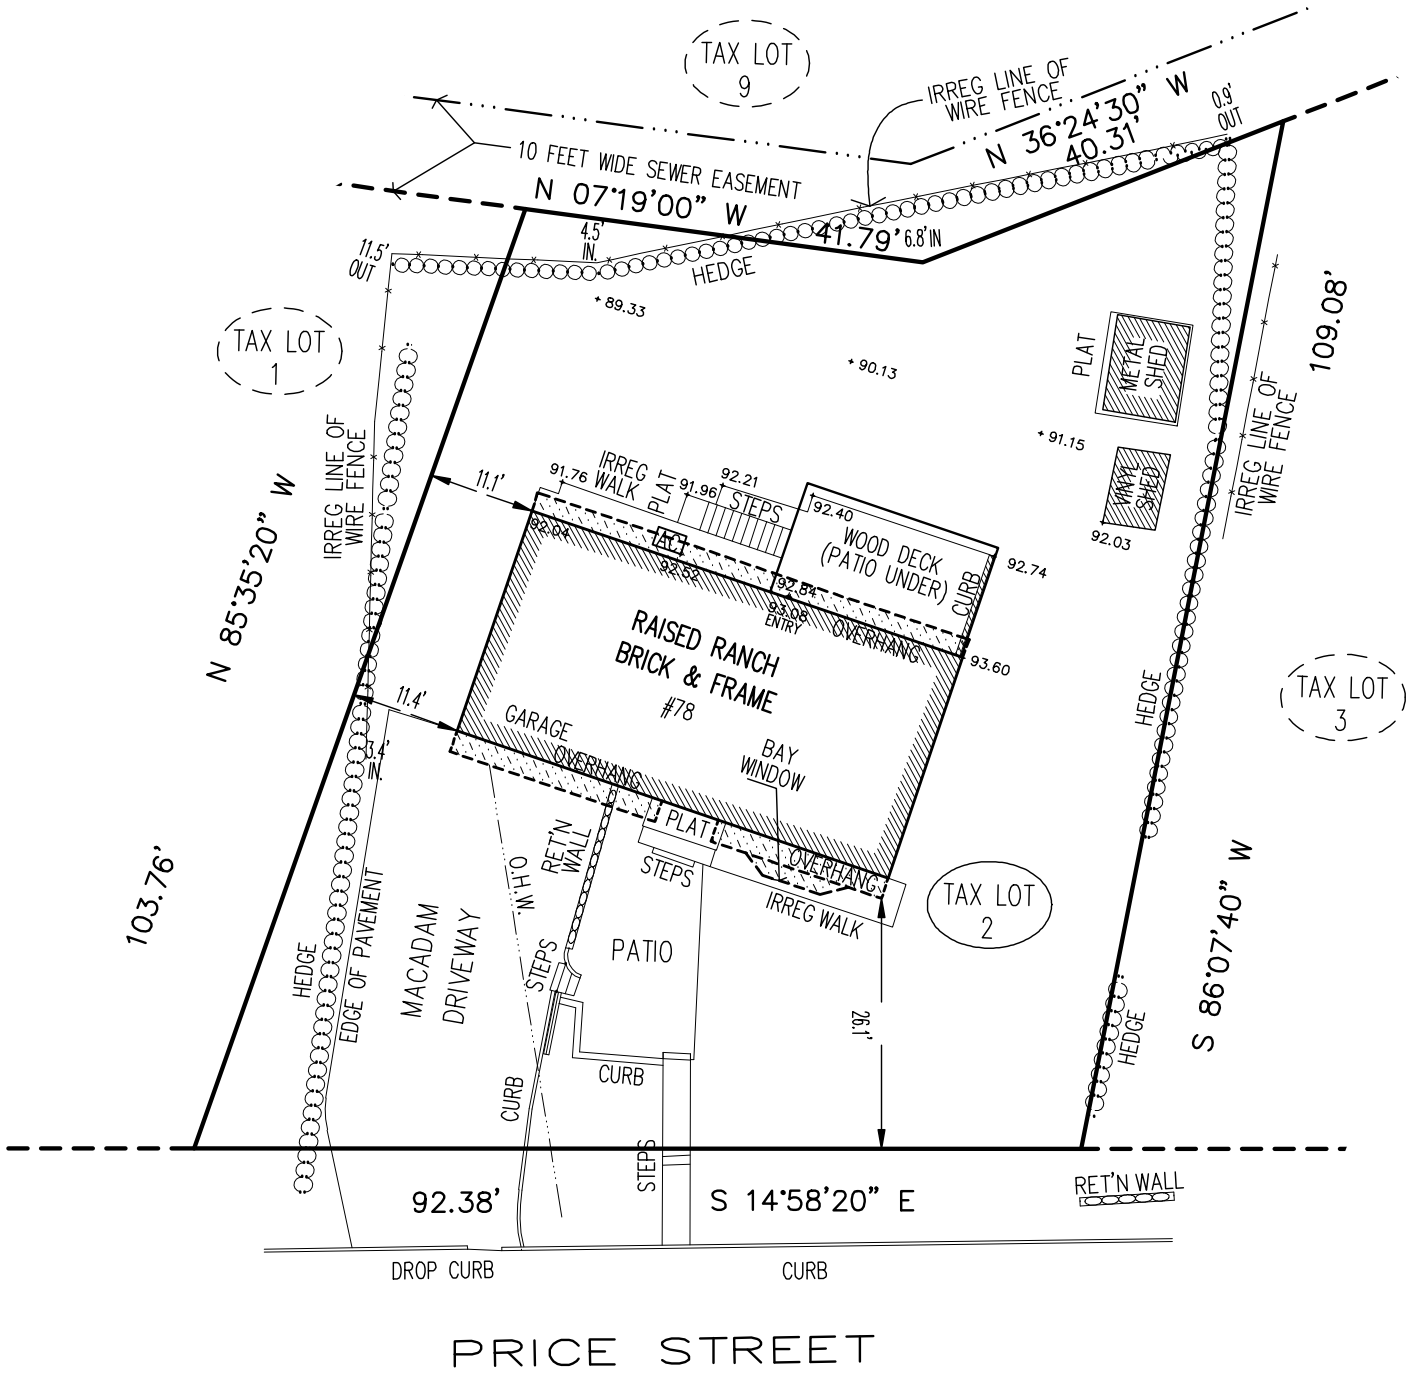 TAX LOT
9
IRREG LINE OF
WIRE FENCE
N 36°24'30" W
40.31'
0.9'
OUT
10 FEET WIDE SEWER EASEMENT
N 07°19'00" W
41.79'
6.8'IN
4.5'
IN.
11.5'
OUT
HEDGE
+ 89.33
TAX LOT
1
+ 90.13
PLAT
METAL
SHED
109.08'
IRREG LINE OF
WIRE FENCE
+ 91.15
VINYL
SHED
92.03
IRREG LINE OF
WIRE FENCE
11.1'
91.76
IRREG
WALK
PLAT
91.96
92.21
STEPS
92.40
WOOD DECK
(PATIO UNDER)
CURB
92.74
92.04
AC
92.52
92.84
93.08
ENTRY
OVERHANG
93.60
N 85°35'20" W
RAISED RANCH
BRICK & FRAME
#78
HEDGE
TAX LOT
3
11.4'
3.4'
IN.
GARAGE
OVERHANG
BAY
WINDOW
PLAT
STEPS
OVERHANG
IRREG WALK
RET'N
WALL
O.H.W.
TAX LOT
2
103.76'
HEDGE
EDGE OF PAVEMENT
MACADAM
DRIVEWAY
STEPS
PATIO
26.1'
S 86°07'40" W
HEDGE
CURB
CURB
STEPS
92.38'
S 14°58'20" E
RET'N WALL
DROP CURB
CURB
PRICE STREET